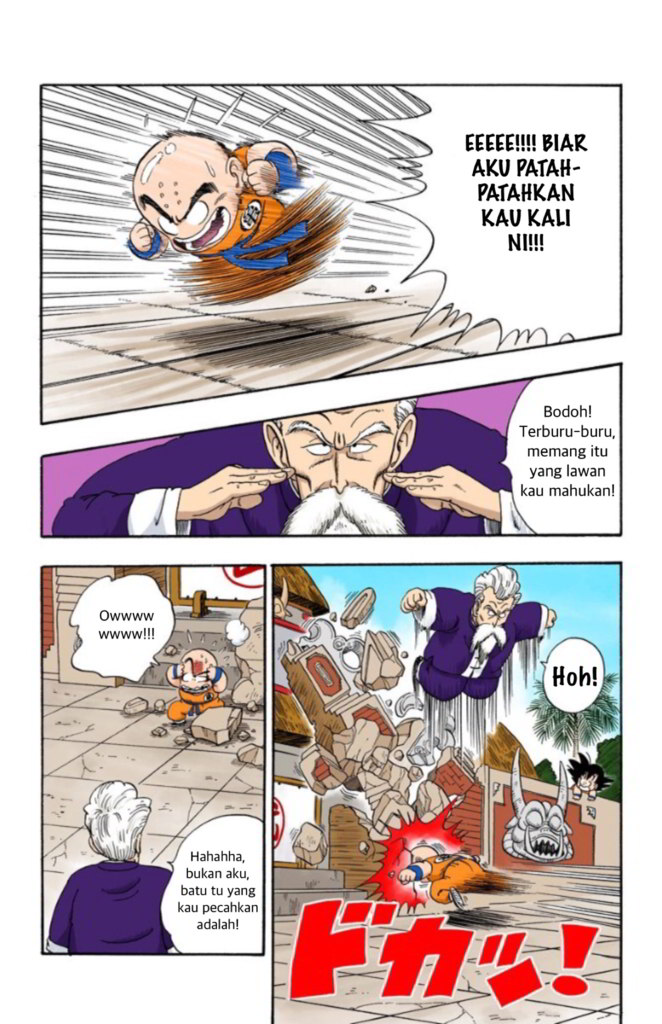 EEEEE!!!! BIAR
AKU PATAH-
PATAHKAN
KAU KALI
NI!!!
Bodoh!
Terburu-buru,
memang itu
yang lawan
kau mahukan!
Hoh!
ドカッ!
Owwww
wwww!!!
Hahahha,
bukan aku,
batu tu yang
kau pecahkan
adalah!